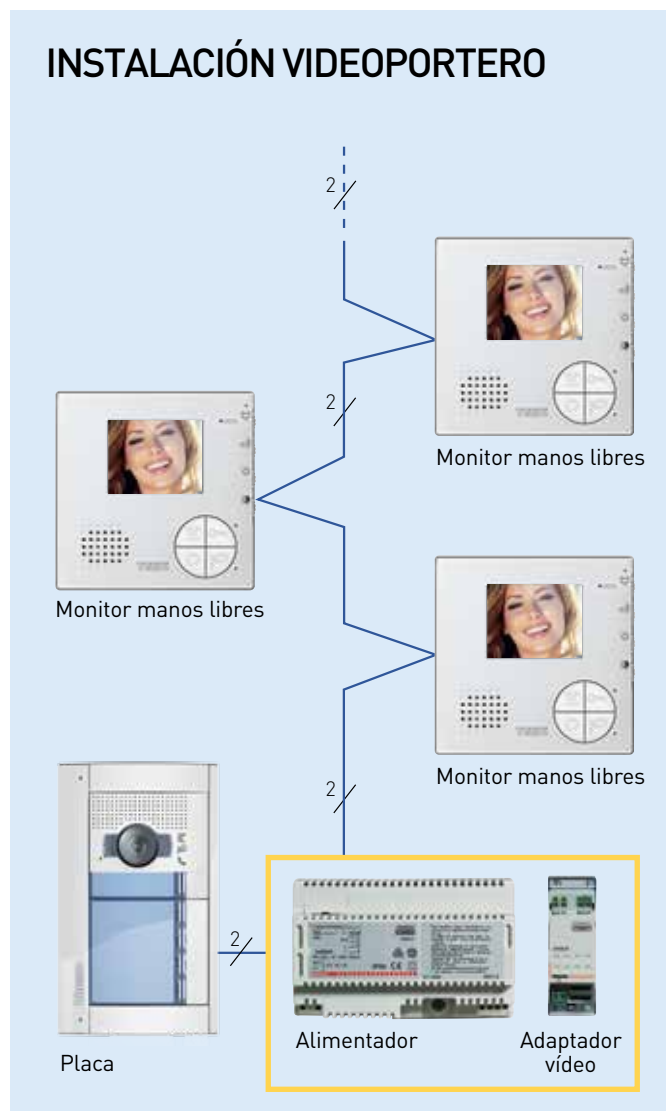 INSTALACIÓN VIDEOPORTERO
2
2
Monitor manos libres
Monitor manos libres
2
Monitor manos libres
2
Placa
Alimentador
Adaptador
vídeo